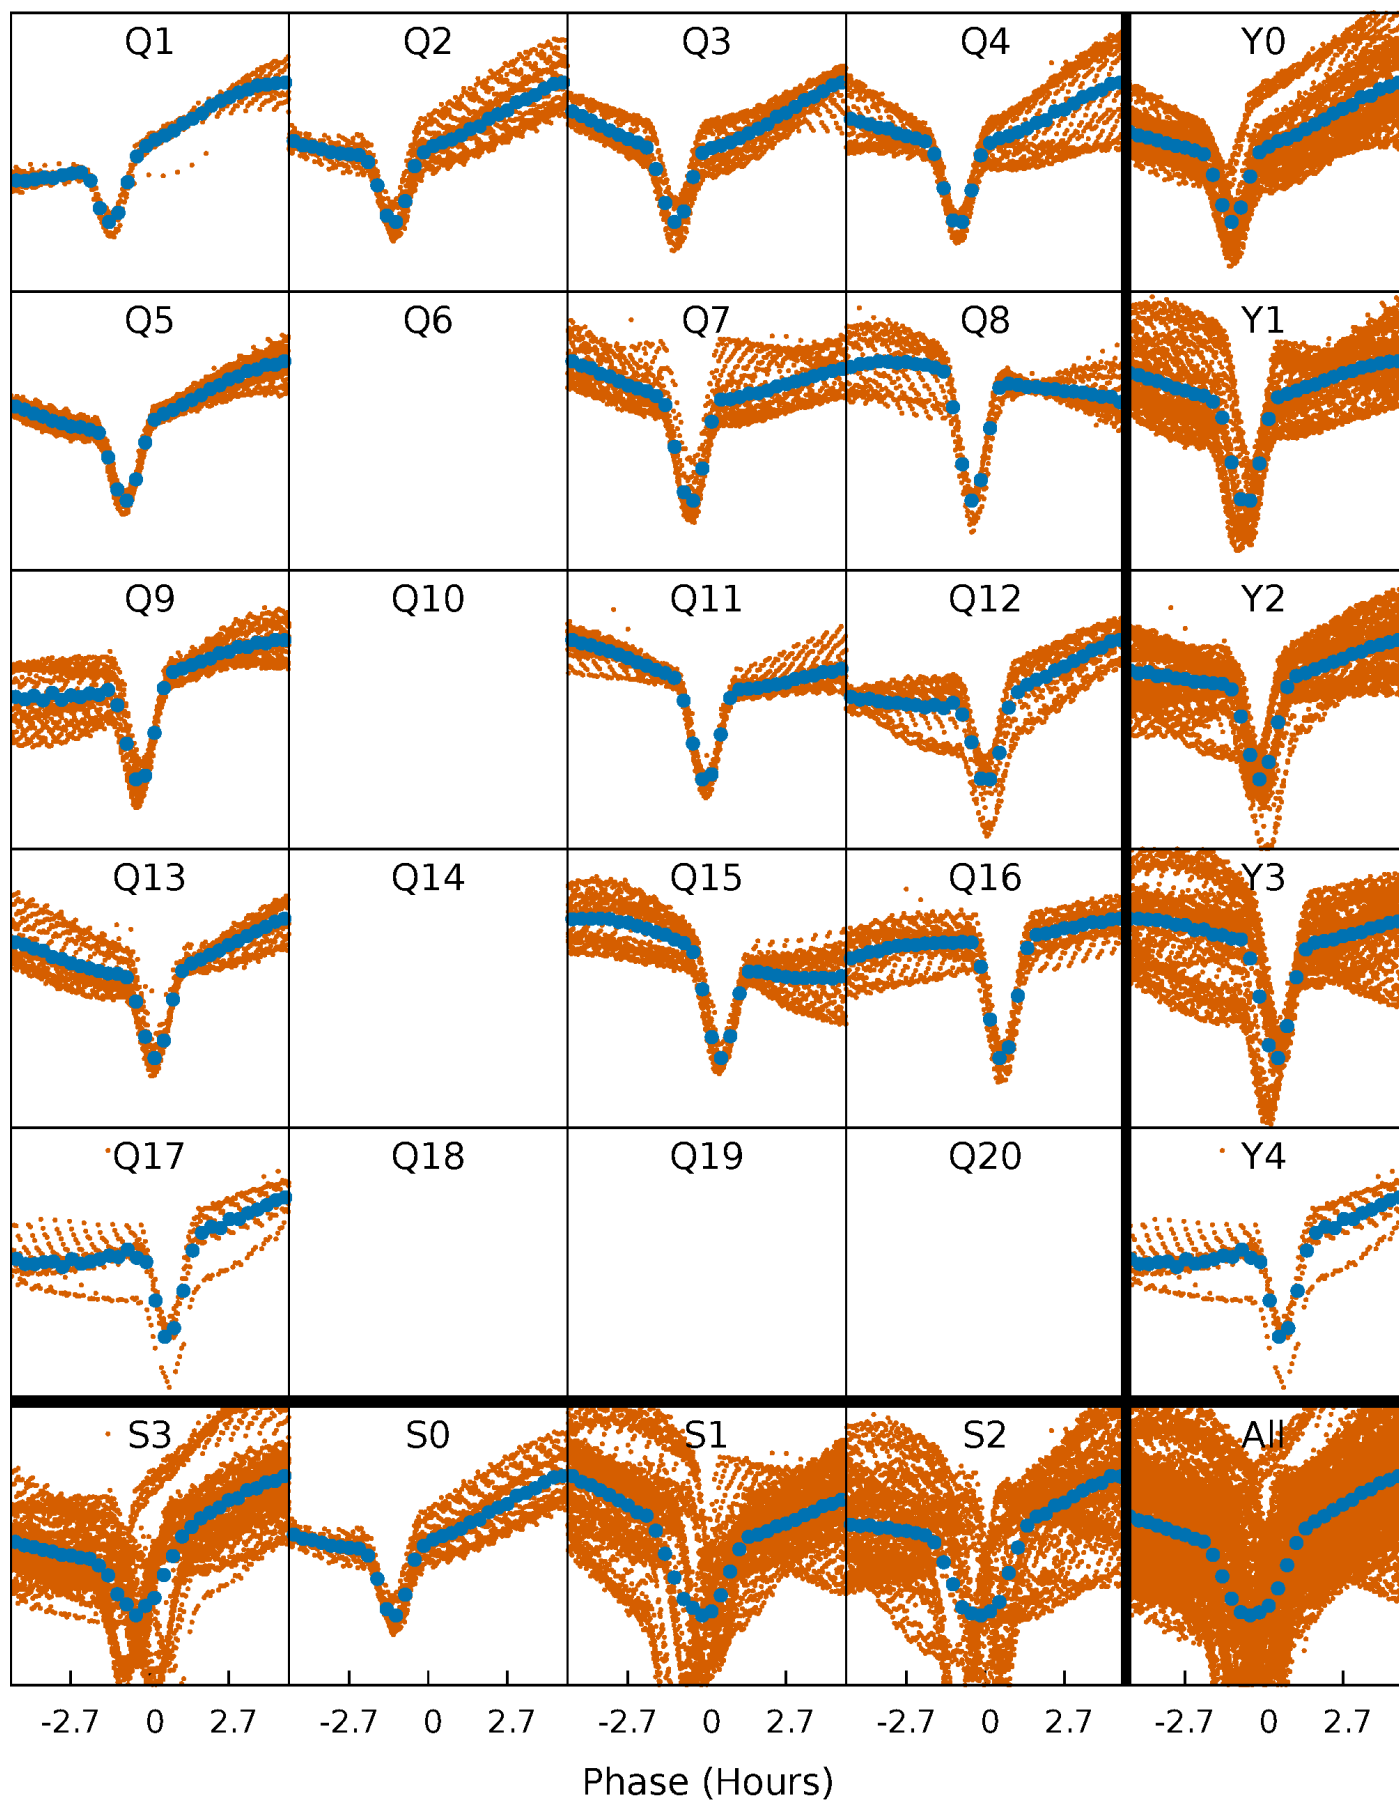 Q1 Q2 Q3 Q4 Y0
Q5 Q6 Q7 Q8 Y1
Q9 Q10 Q11 Q12 Y2
Q13 Q14 Q15 Q16 Y3
Q17 Q18 Q19 Q20 Y4
S3 S0 S1 S2 All
-2.7 0 2.7 -2.7 0 2.7 -2.7 0 2.7 -2.7 0 2.7 -2.7 0 2.7
Phase (Hours)